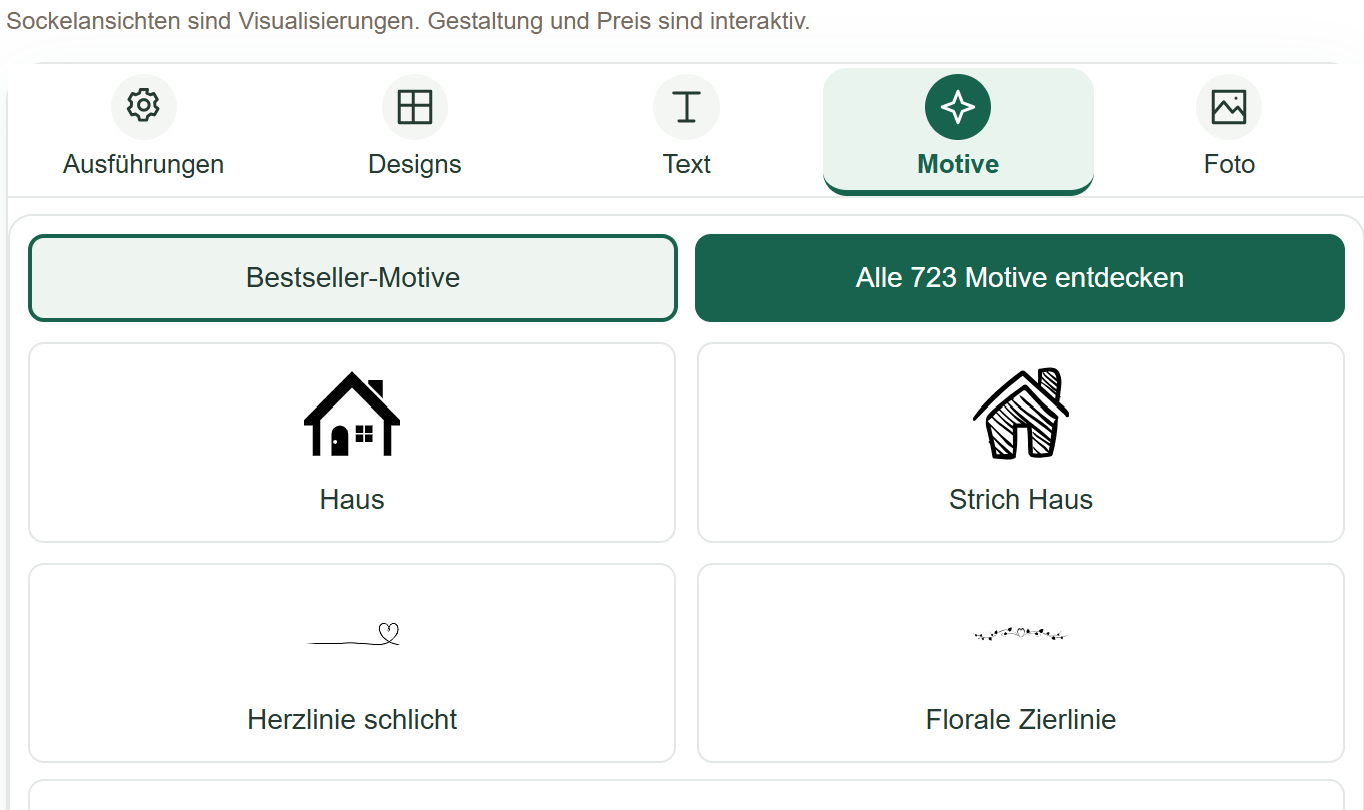 Sockelansichten sind Visualisierungen. Gestaltung und Preis sind interaktiv.
Ausführungen
Designs
Text
Motive
Foto
Bestseller-Motive
Alle 723 Motive entdecken
Haus
Strich Haus
Herzlinie schlicht
Florale Zierlinie